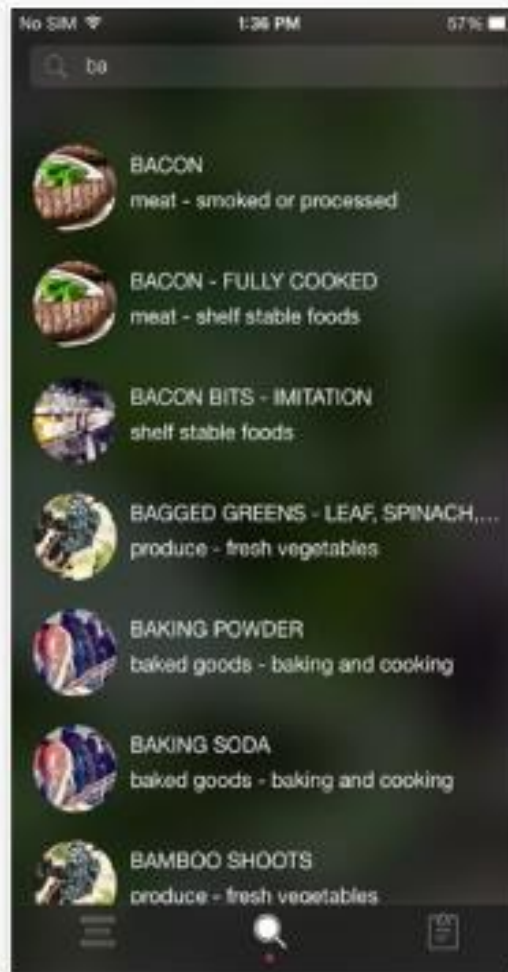 No SIM 1:36 PM 57%
ba
BACON
meat - smoked or processed
BACON - FULLY COOKED
meat - shelf stable foods
BACON BITS - IMITATION
shelf stable foods
BAGGED GREENS - LEAF, SPINACH,...
produce - fresh vegetables
BAKING POWDER
baked goods - baking and cooking
BAKING SODA
baked goods - baking and cooking
BAMBOO SHOOTS
produce - fresh vegetables